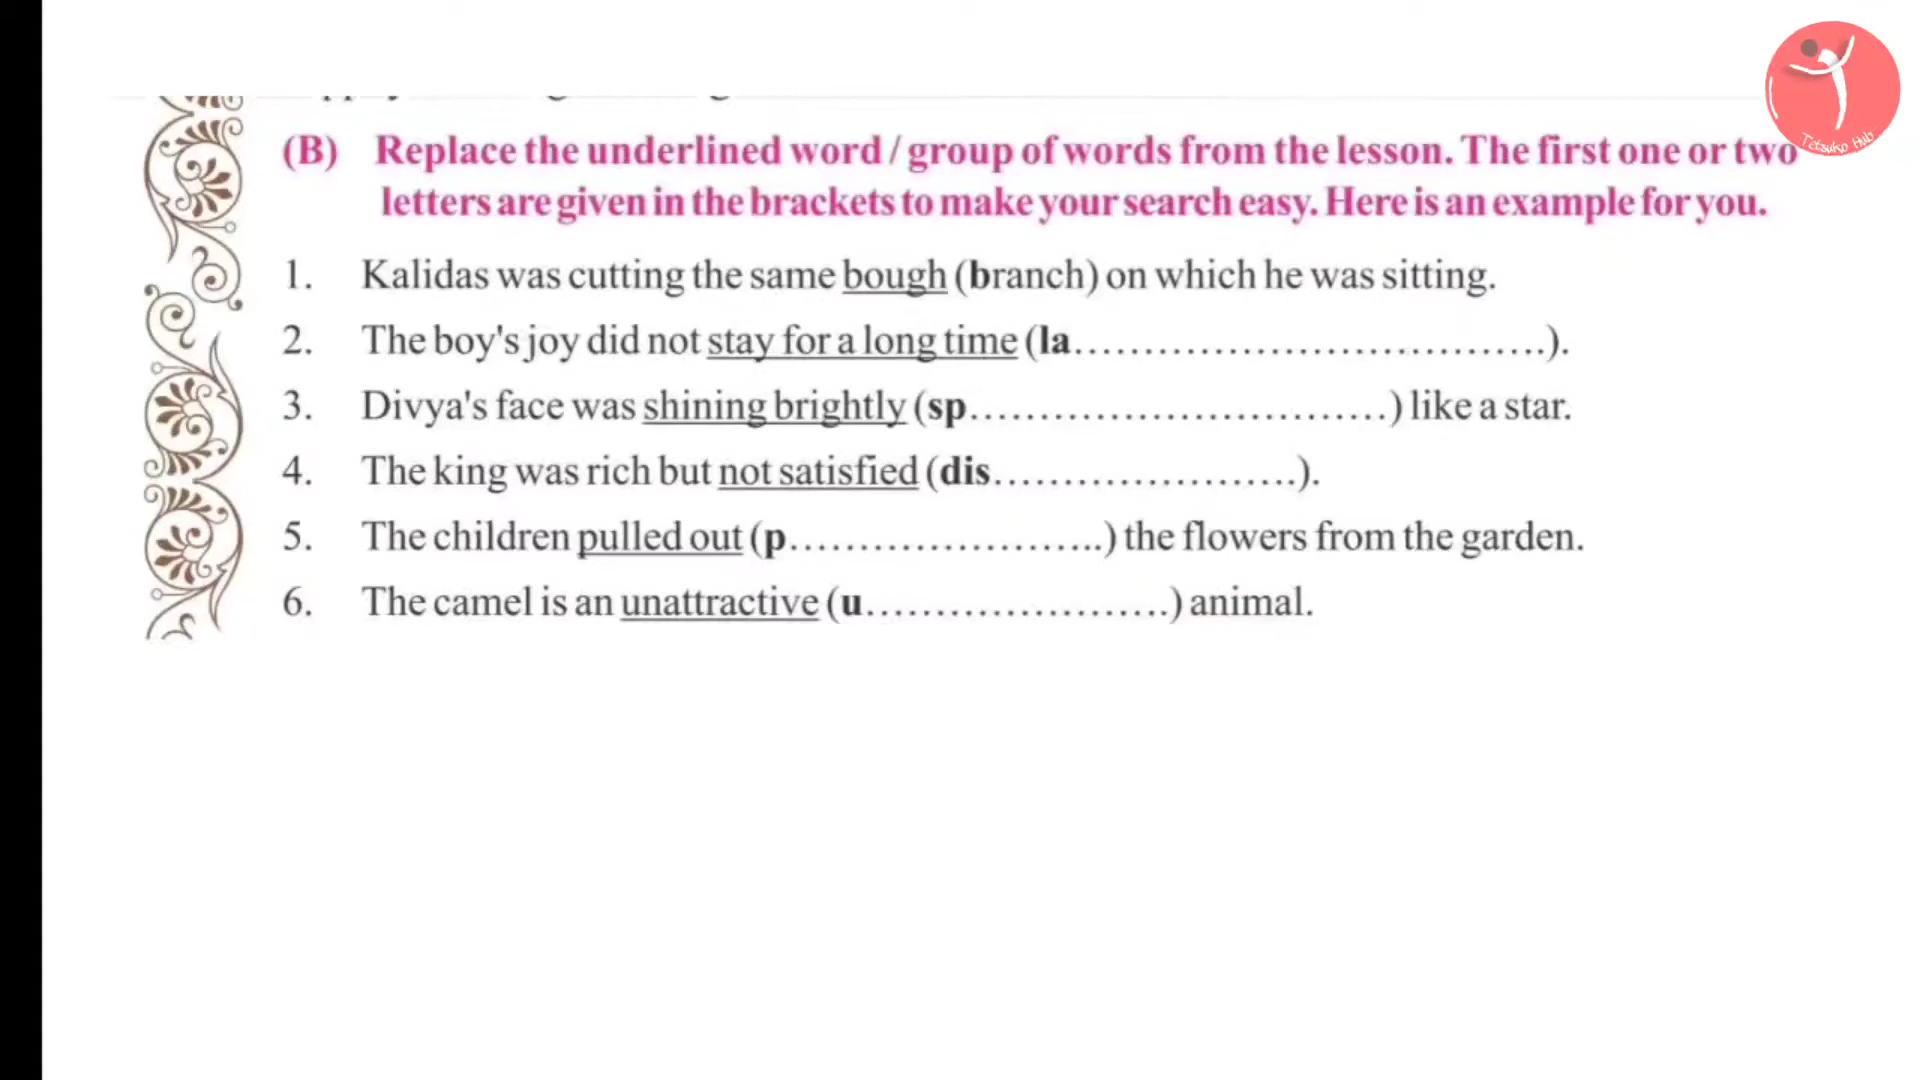 Tetsuko Hub
(B) Replace the underlined word / group of words from the lesson. The first one or two
letters are given in the brackets to make your search easy. Here is an example for you.
1. Kalidas was cutting the same bough (branch) on which he was sitting.
2. The boy's joy did not stay for a long time (la.................................).
3. Divya's face was shining brightly (sp..............................) like a star.
4. The king was rich but not satisfied (dis......................).
5. The children pulled out (p.......................) the flowers from the garden.
6. The camel is an unattractive (u......................) animal.